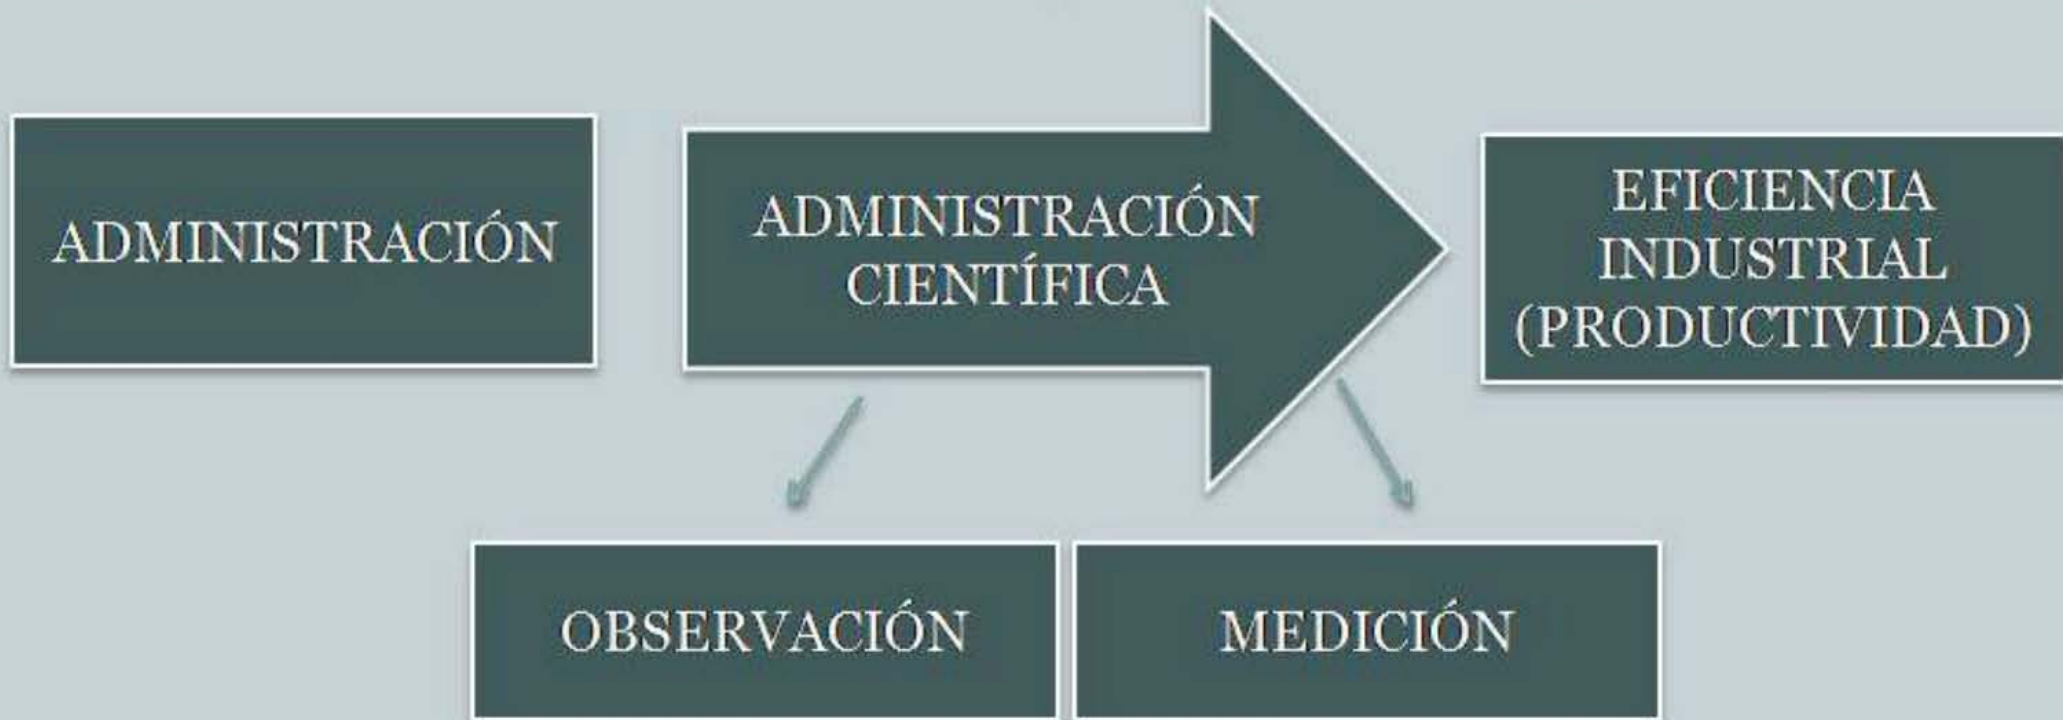 ADMINISTRACIÓN
ADMINISTRACIÓN
CIENTÍFICA
EFICIENCIA
INDUSTRIAL
(PRODUCTIVIDAD)
OBSERVACIÓN
MEDICIÓN